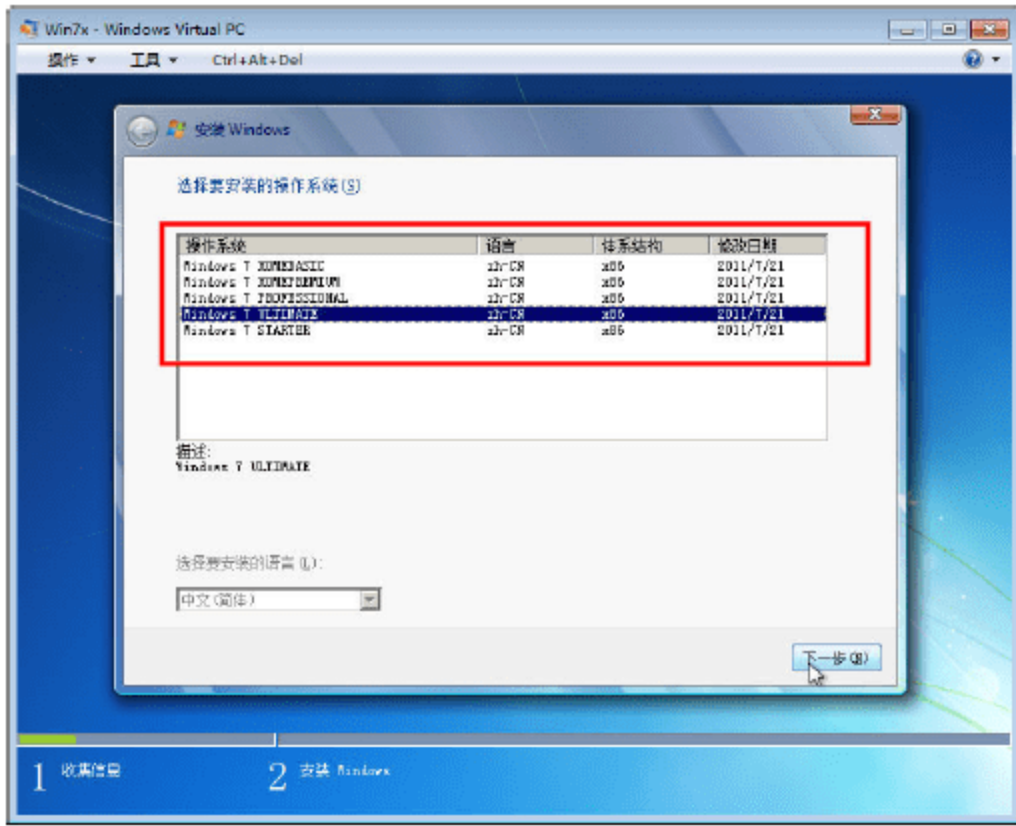 Win7x - Windows Virtual PC
操作 工具 Ctrl+Alt+Del
安装 Windows
选择要安装的操作系统(S)
操作系统 语言 体系结构 修改日期
Windows 7 HOMEBASIC zh-CN x86 2011/7/21
Windows 7 HOMEPREMIUM zh-CN x86 2011/7/21
Windows 7 PROFESSIONAL zh-CN x86 2011/7/21
Windows 7 ULTIMATE zh-CN x86 2011/7/21
Windows 7 STARTER zh-CN x86 2011/7/21
描述:
Windows 7 ULTIMATE
选择要安装的语言(L):
中文(简体)
下一步(N)
1 收集信息 2 安装 Windows